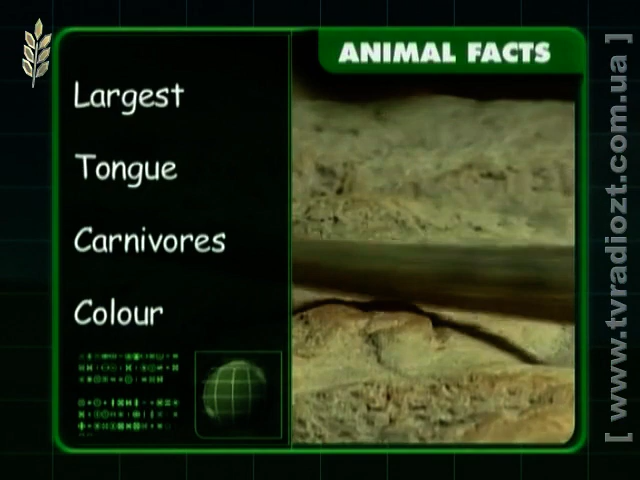 ANIMAL FACTS
Largest
Tongue
Carnivores
Colour
[ www.tvradiozt.com.ua ]